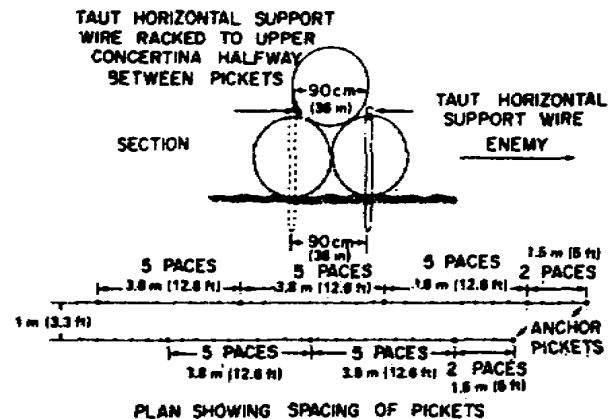 TAUT HORIZONTAL SUPPORT
WIRE RACKED TO UPPER
CONCERTINA HALFWAY
BETWEEN PICKETS
90cm
(36 in)
TAUT HORIZONTAL
SUPPORT WIRE
SECTION
ENEMY
90cm
(36 in)
1.5 m (5 ft)
5 PACES
5 PACES
5 PACES
2 PACES
3.8 m (12.6 ft)
3.8 m (12.6 ft)
3.8 m (12.6 ft)
1 m (3.3 ft)
ANCHOR
PICKETS
5 PACES
5 PACES
2 PACES
3.8 m (12.6 ft)
3.8 m (12.6 ft)
1.5 m (5 ft)
PLAN SHOWING SPACING OF PICKETS